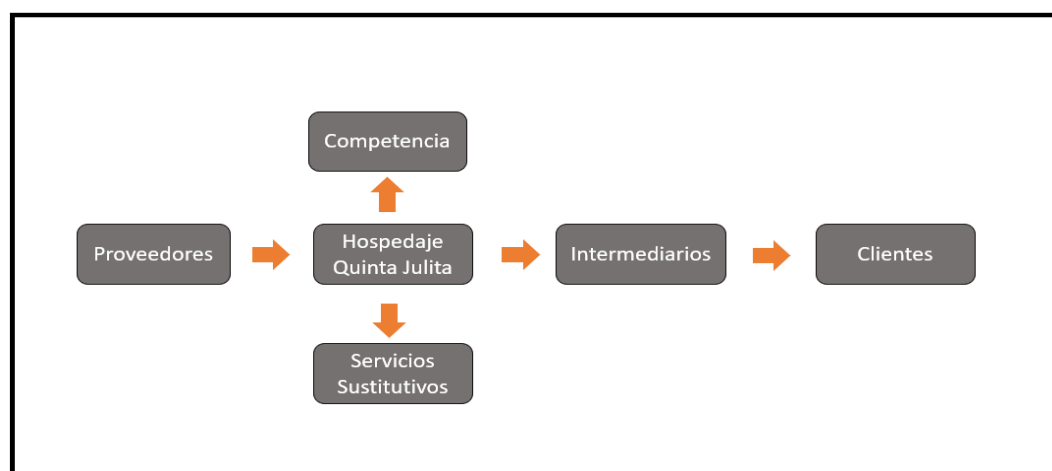 Competencia
Proveedores
Hospedaje
Quinta Julita
Intermediarios
Clientes
Servicios
Sustitutivos